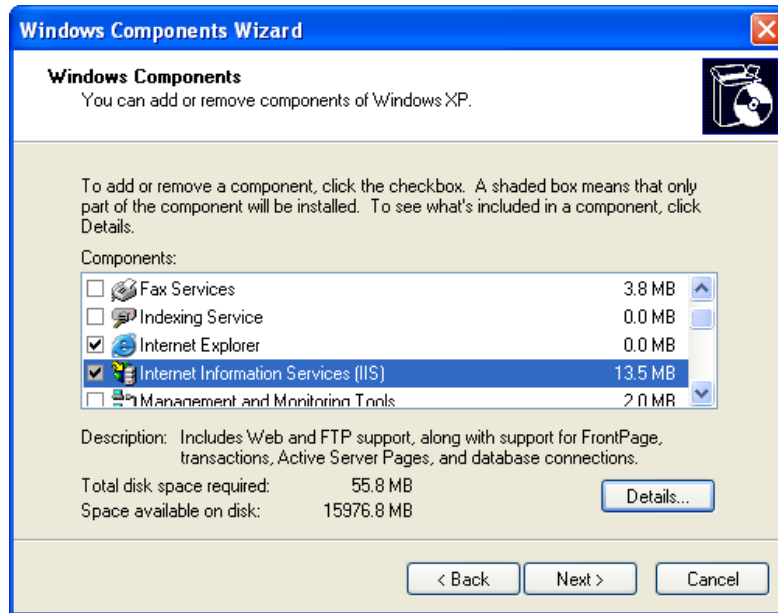 Windows Components Wizard
Windows Components
You can add or remove components of Windows XP.
To add or remove a component, click the checkbox. A shaded box means that only
part of the component will be installed. To see what's included in a component, click
Details.
Components:
Fax Services 3.8 MB
Indexing Service 0.0 MB
Internet Explorer 0.0 MB
Internet Information Services (IIS) 13.5 MB
Management and Monitoring Tools 2.0 MB
Description: Includes Web and FTP support, along with support for FrontPage,
transactions, Active Server Pages, and database connections.
Total disk space required: 55.8 MB
Space available on disk: 15976.8 MB
Details...
< Back Next > Cancel